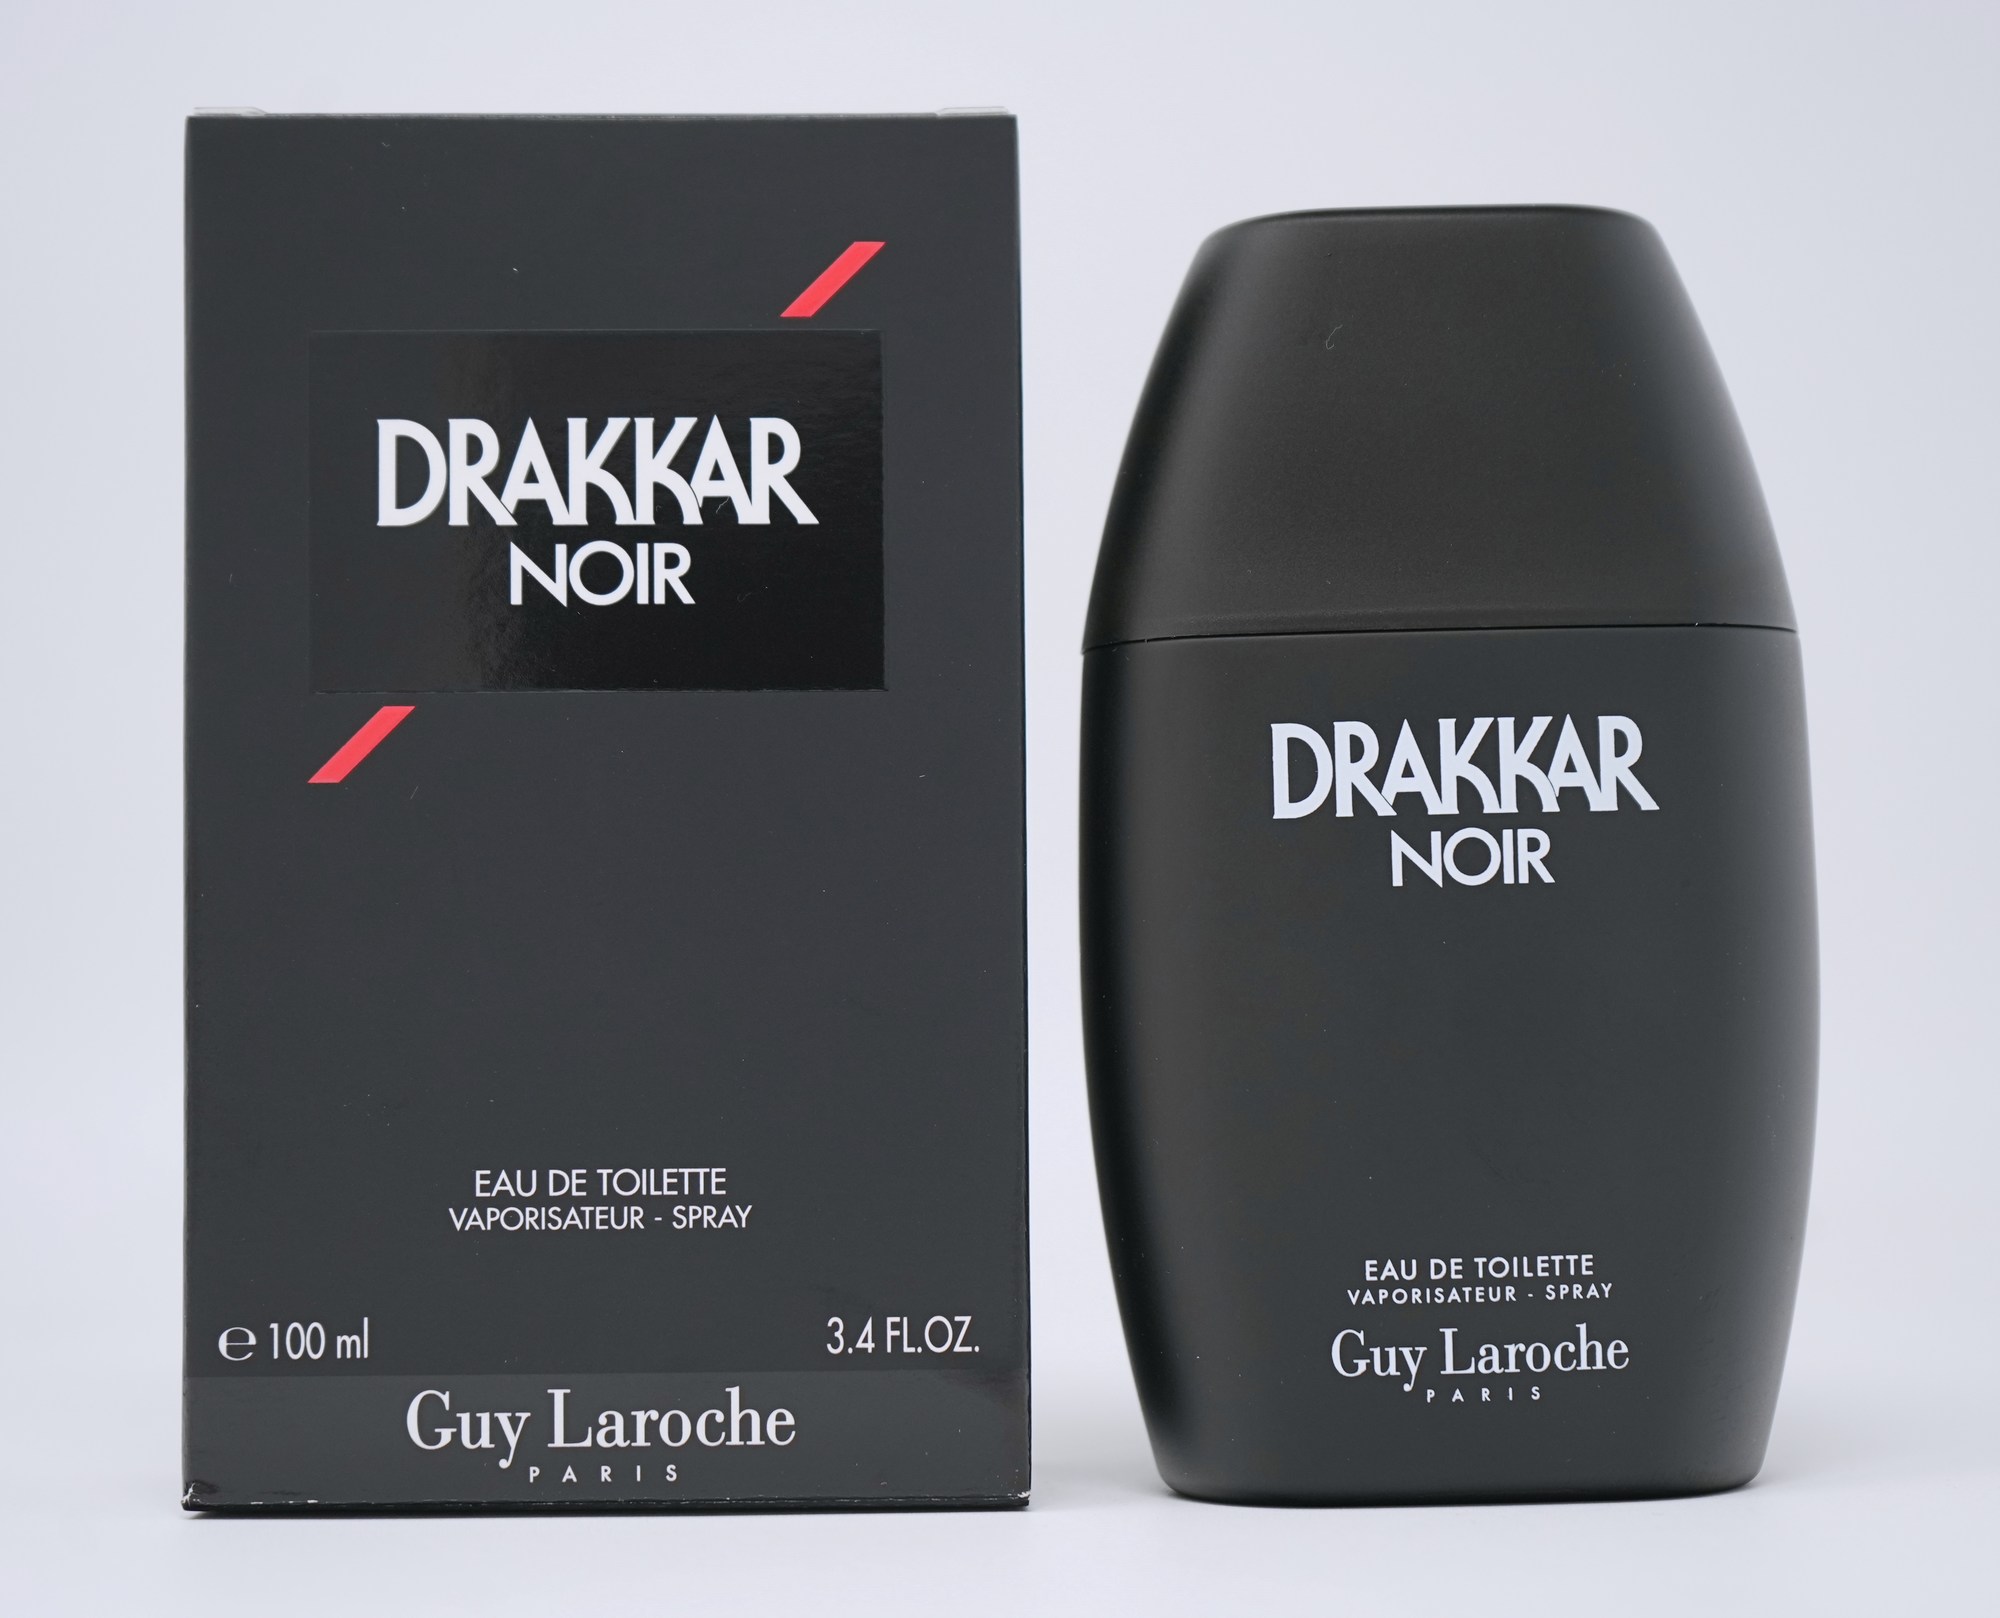 DRAKKAR
NOIR
EAU DE TOILETTE
VAPORISATEUR - SPRAY
℮ 100 ml
3.4 FL.OZ.
Guy Laroche
PARIS
DRAKKAR
NOIR
EAU DE TOILETTE
VAPORISATEUR - SPRAY
Guy Laroche
PARIS